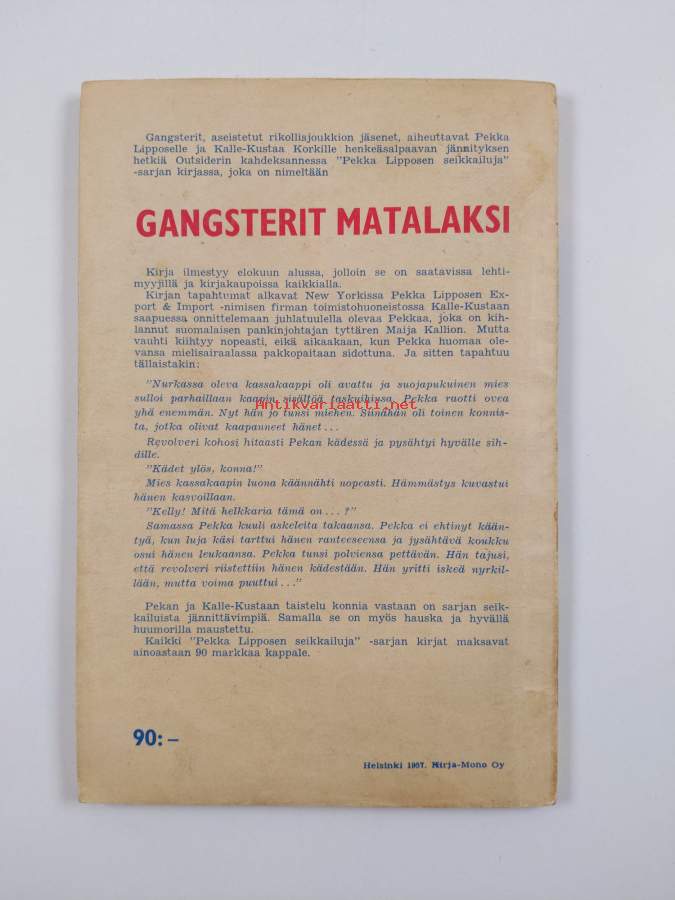 Gangsterit, aseistetut rikollisjoukkion jäsenet, aiheuttavat Pekka
Lipposelle ja Kalle-Kustaa Korkille henkeäsalpaavan jännityksen
hetkiä Outsiderin kahdeksannessa "Pekka Lipposen seikkailuja"
-sarjan kirjassa, joka on nimeltään
GANGSTERIT MATALAKSI
Kirja ilmestyy elokuun alussa, jolloin se on saatavissa lehti-
myyjillä ja kirjakaupoissa kaikkialla.
Kirjan tapahtumat alkavat New Yorkissa Pekka Lipposen Ex-
port & Import -nimisen firman toimistohuoneistossa Kalle-Kustaan
saapuessa onnittelemaan juhlatuulella olevaa Pekkaa, joka on kih-
lannut suomalaisen pankinjohtajan tyttären Maija Kallion. Mutta
vauhti kiihtyy nopeasti, eikä aikaakaan, kun Pekka huomaa ole-
vansa mielisairaalassa pakkopaitaan sidottuna. Ja sitten tapahtuu
tällaistakin:
"Nurkassa oleva kassakaappi oli avattu ja suojapukuinen mies
sulloi parhaillaan kaapin sisältöä taskuihinsa. Pekka raotti ovea
Antikvariaatti.net
yhä enemmän. Nyt hän jo tunsi miehen. Siinähän oli toinen konnis-
ta, jotka olivat kaapanneet hänet...
Revolveri kohosi hitaasti Pekan kädessä ja pysähtyi hyvälle sih-
dille.
"Kädet ylös, konna!"
Mies kassakaapin luona käännähti nopeasti. Hämmästys kuvastui
hänen kasvoillaan.
"Kelly! Mitä helkkaria tämä on...?"
Samassa Pekka kuuli askeleita takaansa. Pekka ei ehtinyt kään-
tyä, kun luja käsi tarttui hänen ranteeseensa ja jysähtävä koukku
osui hänen leukaansa. Pekka tunsi polviensa pettävän. Hän tajusi,
että revolveri riistettiin hänen kädestään. Hän yritti iskeä nyrkil-
lään, mutta voima puuttui..."
Pekan ja Kalle-Kustaan taistelu konnia vastaan on sarjan seik-
kailuista jännittävimpiä. Samalla se on myös hauska ja hyvällä
huumorilla maustettu.
Kaikki "Pekka Lipposen seikkailuja" -sarjan kirjat maksavat
ainoastaan 90 markkaa kappale.
90:–
Helsinki 1957. Kirja-Mono Oy